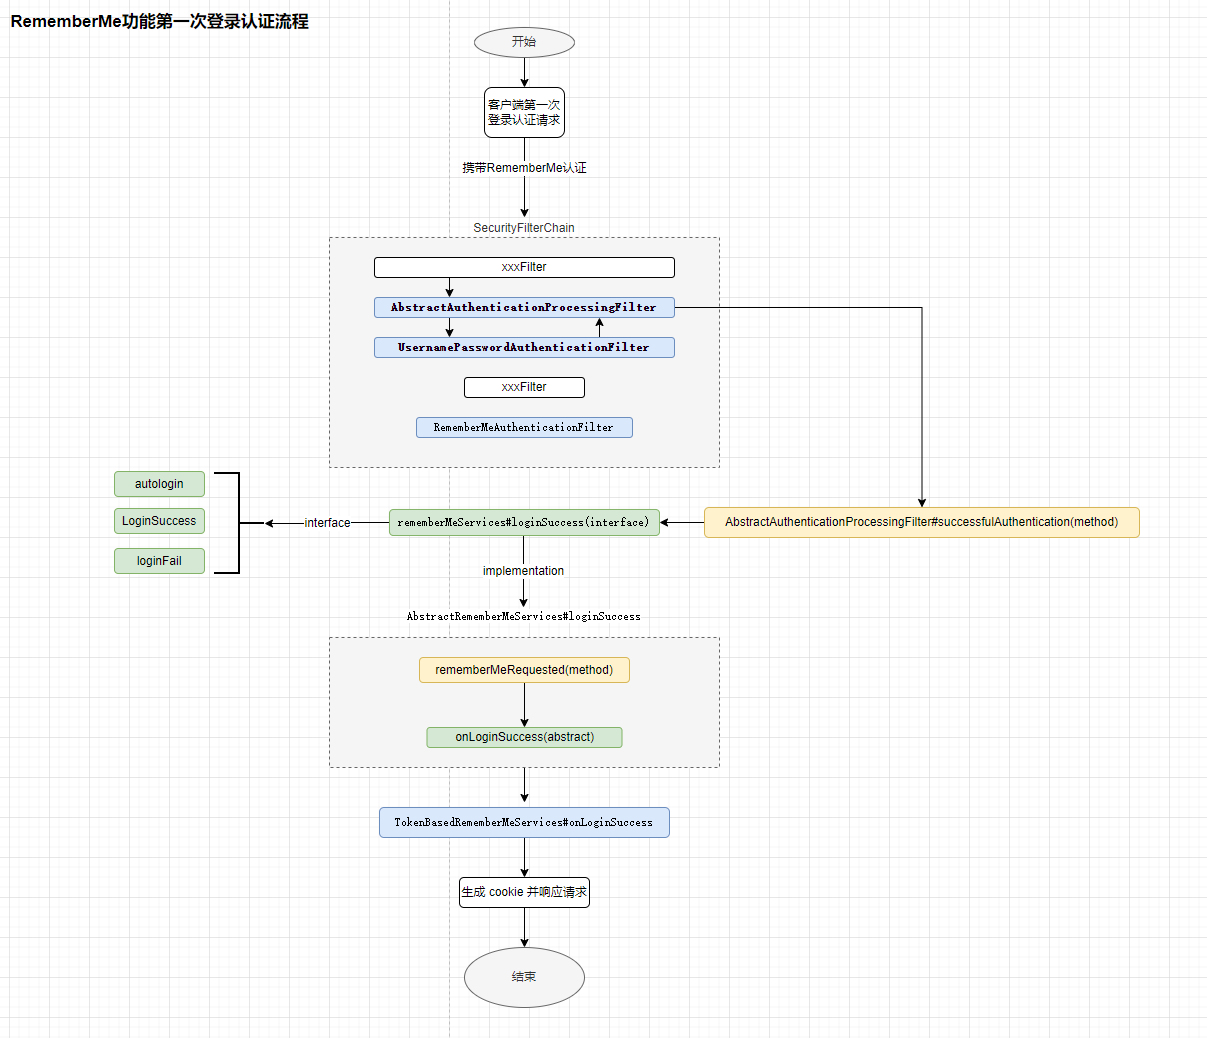 RememberMe功能第一次登录认证流程
开始
客户端第一次
登录认证请求
携带RememberMe认证
SecurityFilterChain
xxxFilter
AbstractAuthenticationProcessingFilter
UsernamePasswordAuthenticationFilter
xxxFilter
RememberMeAuthenticationFilter
autologin
LoginSuccess
loginFail
interface
rememberMeServices#loginSuccess(interface)
AbstractAuthenticationProcessingFilter#successfulAuthentication(method)
implementation
AbstractRememberMeServices#loginSuccess
rememberMeRequested(method)
onLoginSuccess(abstract)
TokenBasedRememberMeServices#onLoginSuccess
生成 cookie 并响应请求
结束